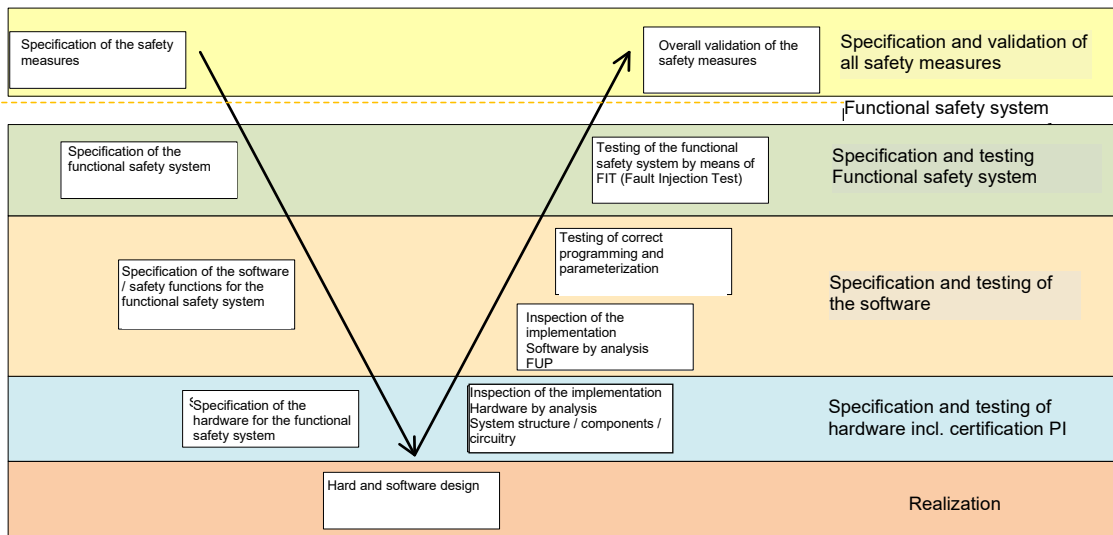 Specification of the safety
measures
Overall validation of the
safety measures
Specification and validation of
all safety measures
Functional safety system
Specification of the
functional safety system
Testing of the functional
safety system by means of
FIT (Fault Injection Test)
Specification and testing
Functional safety system
Testing of correct
programming and
parameterization
Specification of the software
/ safety functions for the
functional safety system
Specification and testing of
the software
Inspection of the
implementation
Software by analysis
FUP
Specification of the
hardware for the functional
safety system
Inspection of the implementation
Hardware by analysis
System structure / components /
circuitry
Specification and testing of
hardware incl. certification PI
Hard and software design
Realization